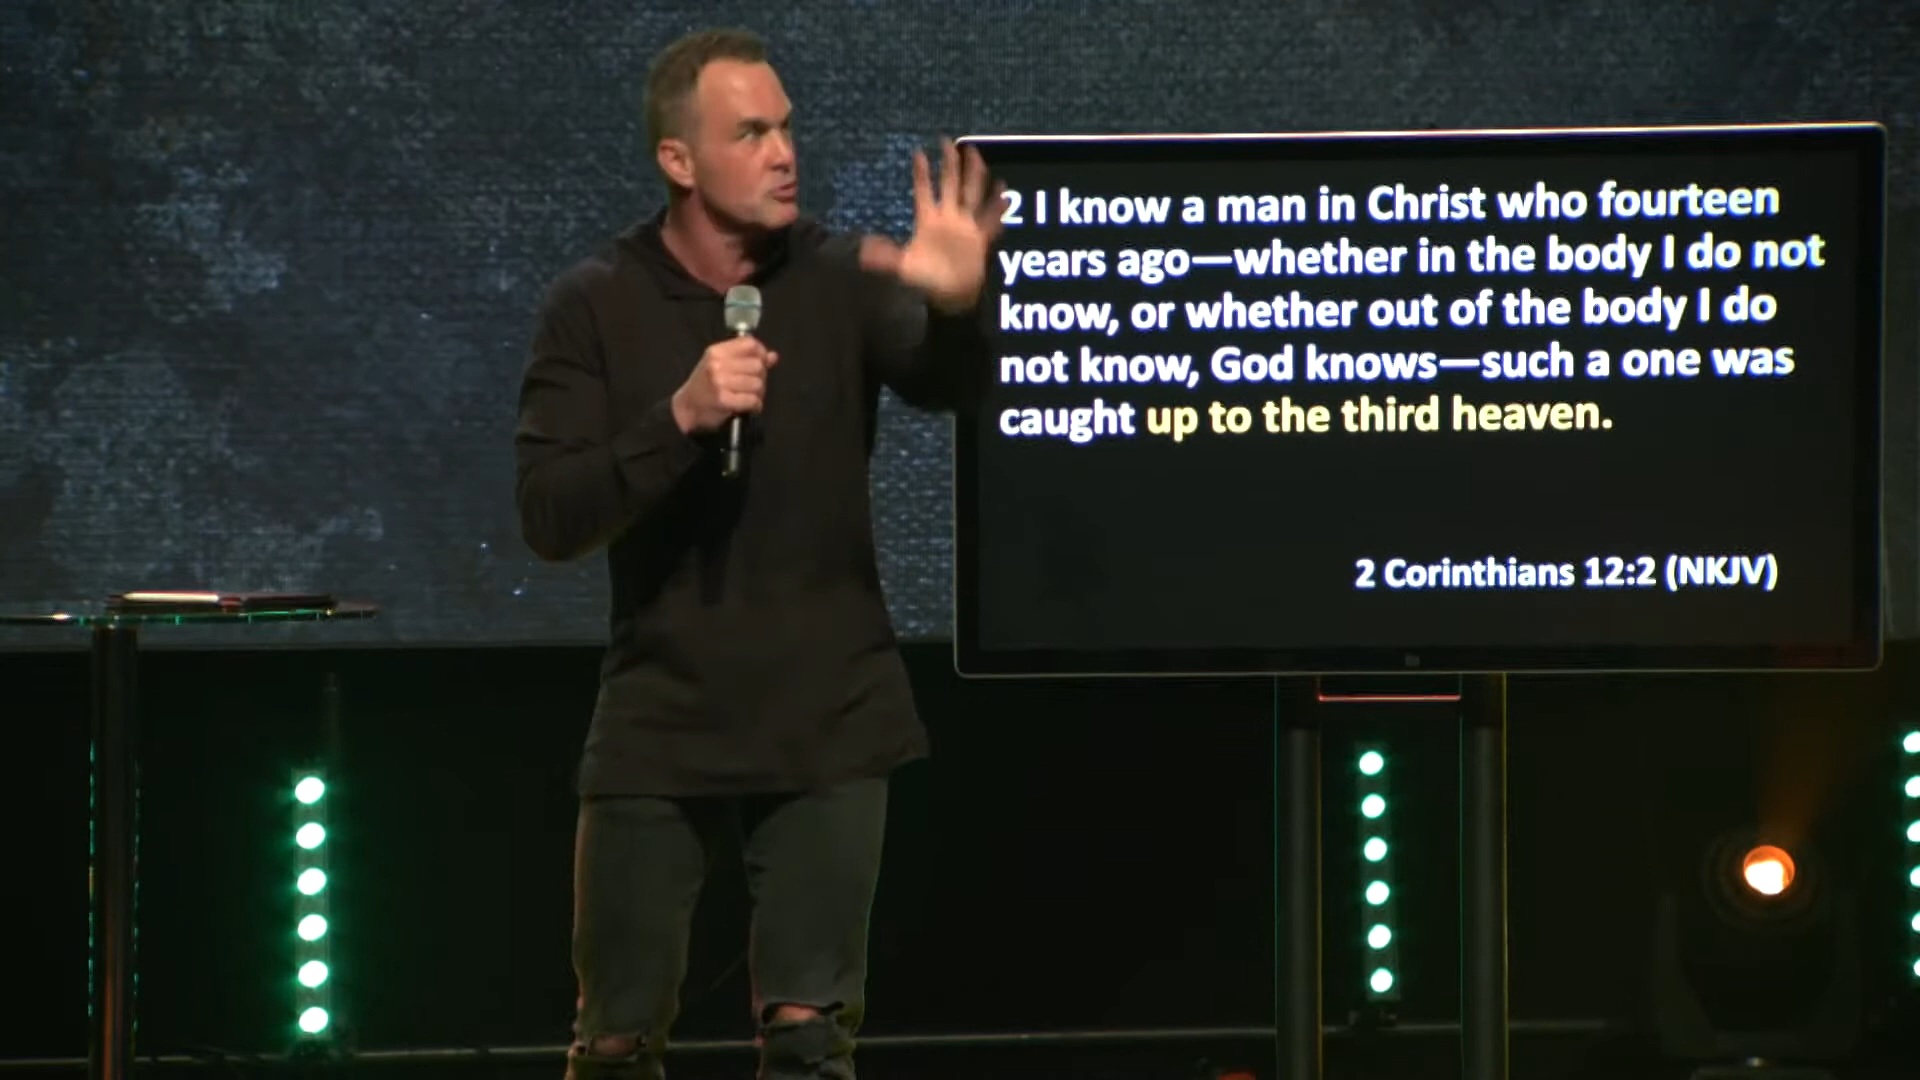 2 I know a man in Christ who fourteen
years ago—whether in the body I do not
know, or whether out of the body I do
not know, God knows—such a one was
caught up to the third heaven.
2 Corinthians 12:2 (NKJV)